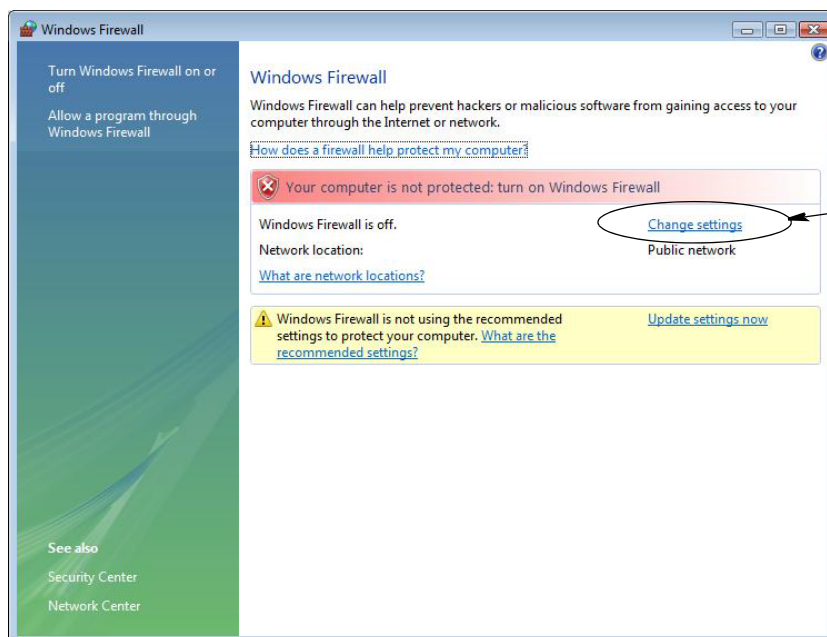 Windows Firewall
Turn Windows Firewall on or
off
Allow a program through
Windows Firewall
Windows Firewall
Windows Firewall can help prevent hackers or malicious software from gaining access to your
computer through the Internet or network.
How does a firewall help protect my computer?
Your computer is not protected: turn on Windows Firewall
Windows Firewall is off.
Change settings
Network location:
Public network
What are network locations?
Windows Firewall is not using the recommended
settings to protect your computer. What are the
recommended settings?
Update settings now
See also
Security Center
Network Center